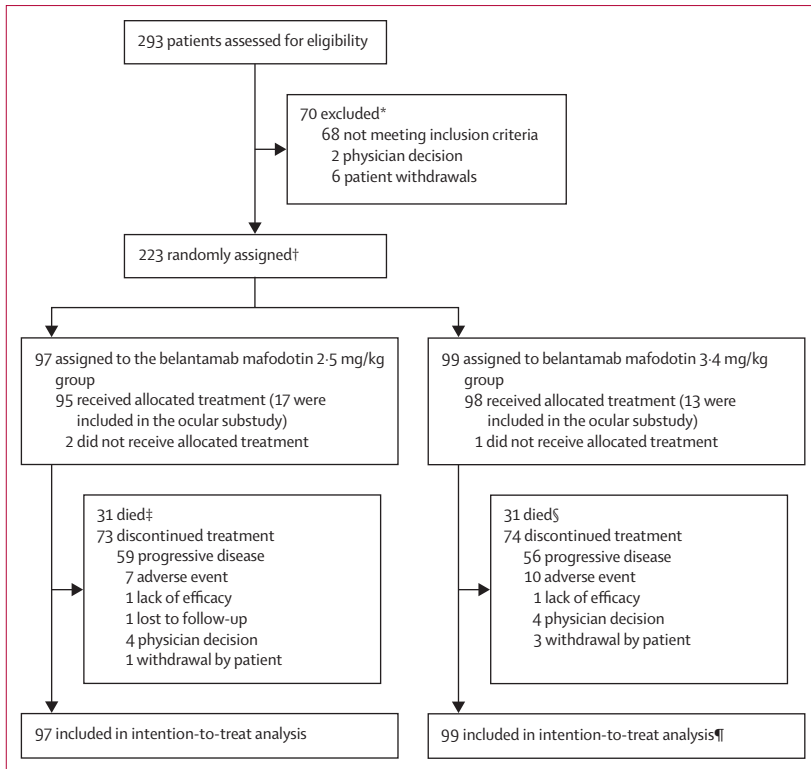 293 patients assessed for eligibility
70 excluded*
68 not meeting inclusion criteria
2 physician decision
6 patient withdrawals
223 randomly assigned†
97 assigned to the belantamab mafodotin 2·5 mg/kg
group
95 received allocated treatment (17 were
included in the ocular substudy)
2 did not receive allocated treatment
99 assigned to belantamab mafodotin 3·4 mg/kg
group
98 received allocated treatment (13 were
included in the ocular substudy)
1 did not receive allocated treatment
31 died‡
73 discontinued treatment
59 progressive disease
7 adverse event
1 lack of efficacy
1 lost to follow-up
4 physician decision
1 withdrawal by patient
31 died§
74 discontinued treatment
56 progressive disease
10 adverse event
1 lack of efficacy
4 physician decision
3 withdrawal by patient
97 included in intention-to-treat analysis
99 included in intention-to-treat analysis¶